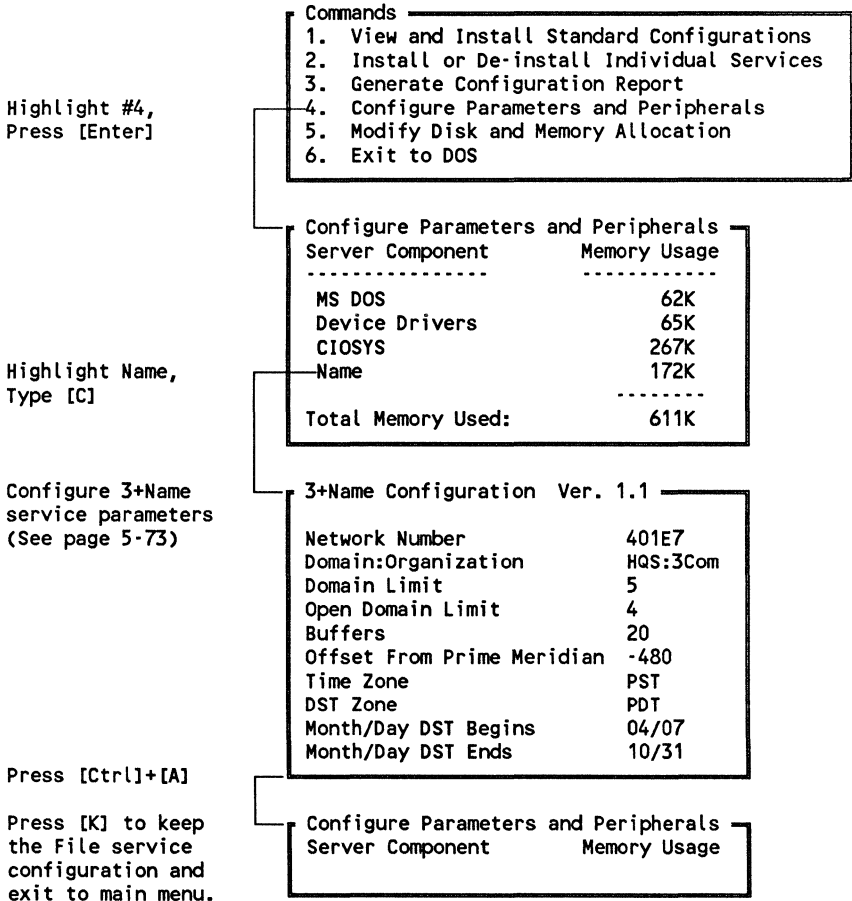 Commands
1. View and Install Standard Configurations
2. Install or De-install Individual Services
3. Generate Configuration Report
Highlight #4,
Press [Enter]
4. Configure Parameters and Peripherals
5. Modify Disk and Memory Allocation
6. Exit to DOS
Configure Parameters and Peripherals
Server Component Memory Usage
---------------- ------------
MS DOS 62K
Device Drivers 65K
CIOSYS 267K
Highlight Name,
Type [C]
Name 172K
--------
Total Memory Used: 611K
Configure 3+Name
service parameters
(See page 5-73)
3+Name Configuration Ver. 1.1
Network Number 401E7
Domain:Organization HQS:3Com
Domain Limit 5
Open Domain Limit 4
Buffers 20
Offset From Prime Meridian -480
Time Zone PST
DST Zone PDT
Month/Day DST Begins 04/07
Month/Day DST Ends 10/31
Press [Ctrl]+[A]
Press [K] to keep
the File service
configuration and
exit to main menu.
Configure Parameters and Peripherals
Server Component Memory Usage